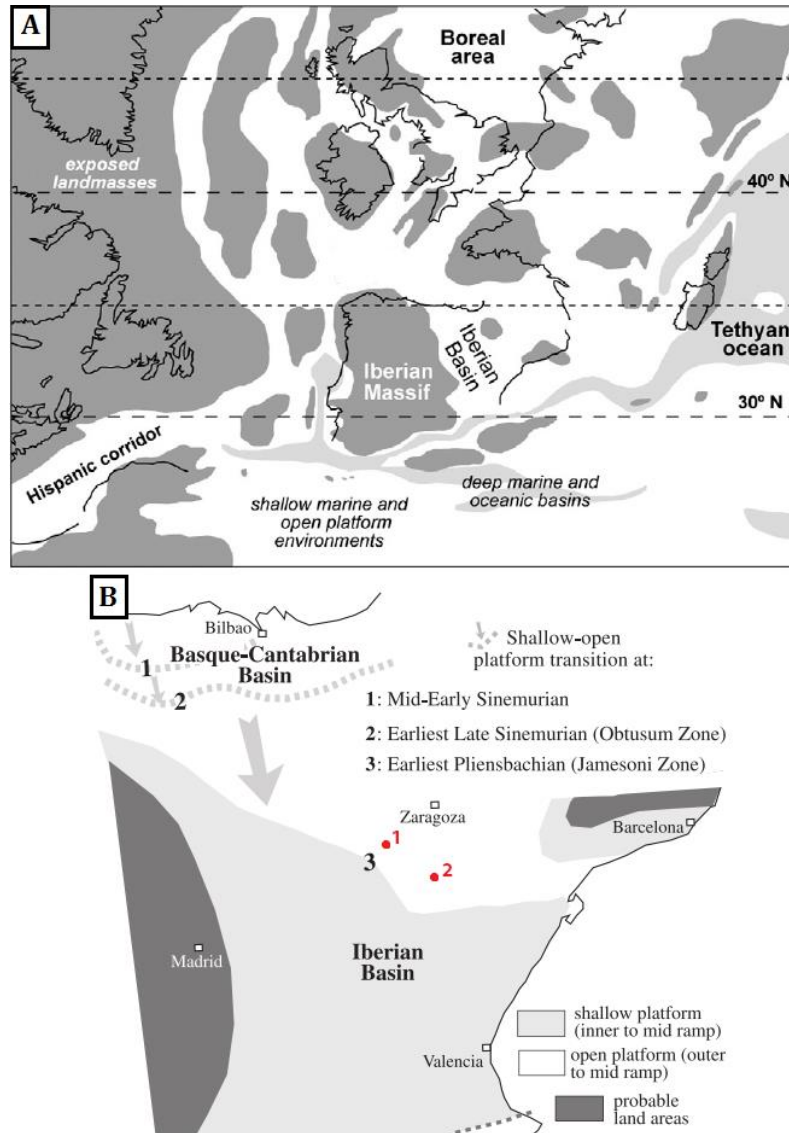 A
Boreal
area
exposed
landmasses
40º N
Iberian
Massif
Iberian
Basin
Tethyan
ocean
30º N
Hispanic corridor
shallow marine and
open platform
environments
deep marine and
oceanic basins
B
Bilbao
Basque-Cantabrian
Basin
1
2
Shallow-open
platform transition at:
1: Mid-Early Sinemurian
2: Earliest Late Sinemurian (Obtusum Zone)
3: Earliest Pliensbachian (Jamesoni Zone)
Zaragoza
Barcelona
1
3
2
Madrid
Iberian
Basin
Valencia
shallow platform
(inner to mid ramp)
open platform (outer
to mid ramp)
probable
land areas